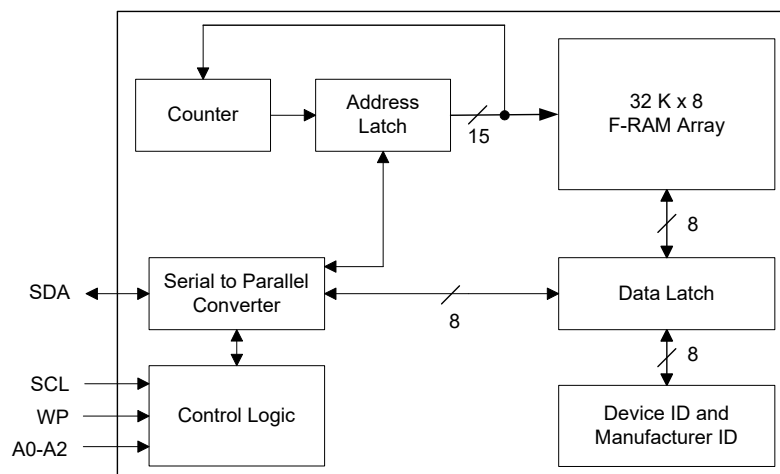 Counter
Address
Latch
15
32 K x 8
F-RAM Array
8
SDA
Serial to Parallel
Converter
8
Data Latch
8
SCL
WP
A0-A2
Control Logic
Device ID and
Manufacturer ID